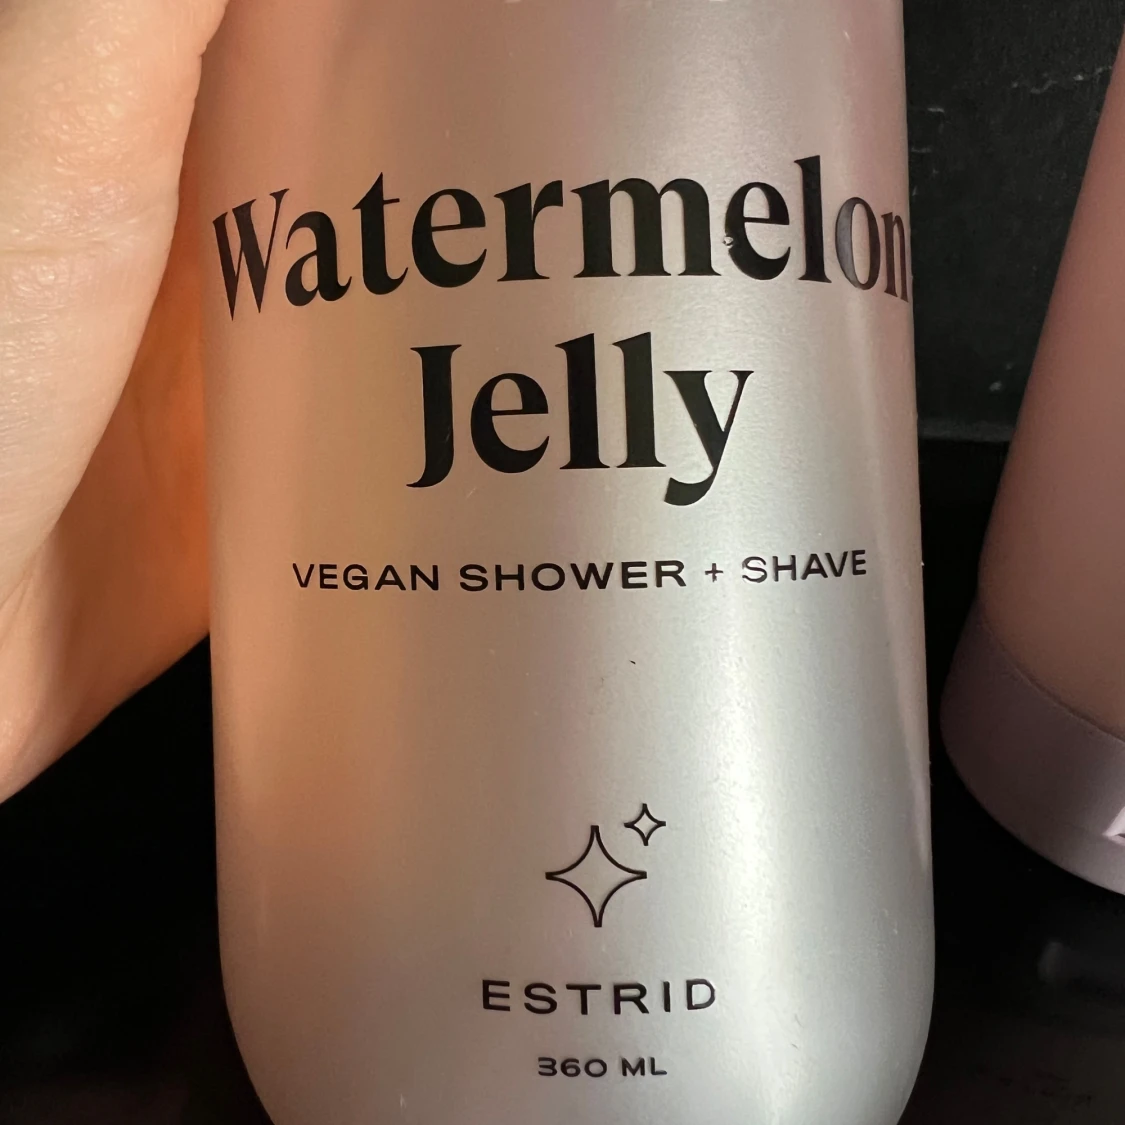 Watermelon
Jelly
VEGAN SHOWER + SHAVE
ESTRID
360 ML